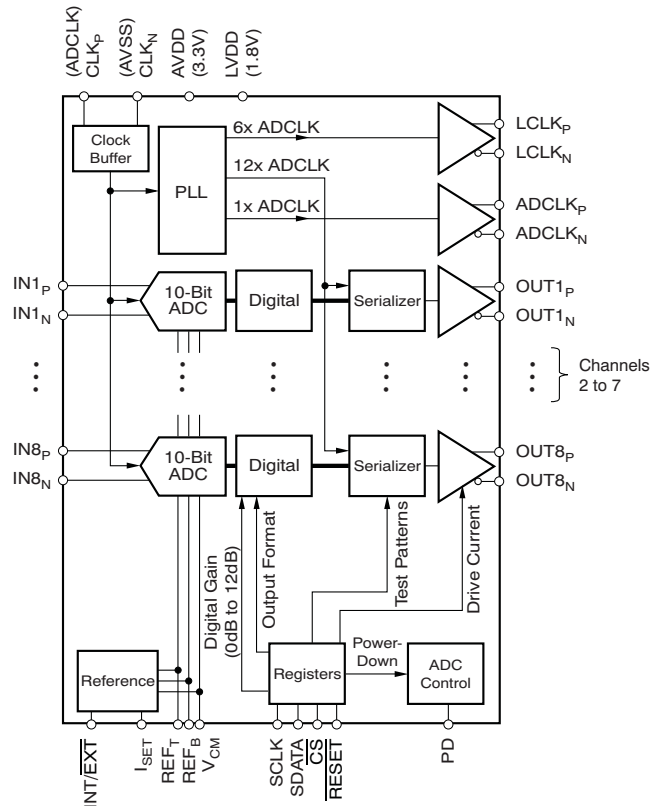 (ADCLK)
CLKP
(AVSS)
CLKN
AVDD
(3.3V)
LVDD
(1.8V)
Clock
Buffer
PLL
6x ADCLK
12x ADCLK
1x ADCLK
LCLKP
LCLKN
ADCLKP
ADCLKN
IN1P
IN1N
10-Bit
ADC
Digital
Serializer
OUT1P
OUT1N
Channels
2 to 7
IN8P
IN8N
10-Bit
ADC
Digital
Serializer
OUT8P
OUT8N
Digital Gain
(0dB to 12dB)
Output Format
Test Patterns
Drive Current
Reference
Registers
Power-
Down
ADC
Control
INT/EXT
ISET
REFT
REFB
VCM
SCLK
SDATA
CS
RESET
PD